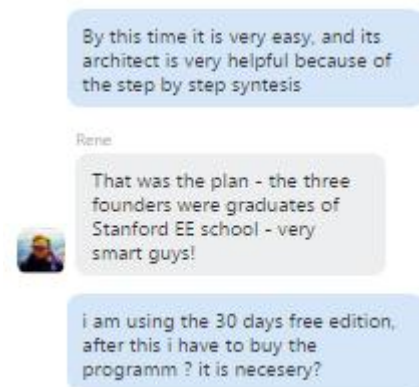 By this time it is very easy, and its
architect is very helpful because of
the step by step syntesis
Rene
That was the plan - the three
founders were graduates of
Stanford EE school - very
smart guys!
i am using the 30 days free edition,
after this i have to buy the
programm ? it is necesery?